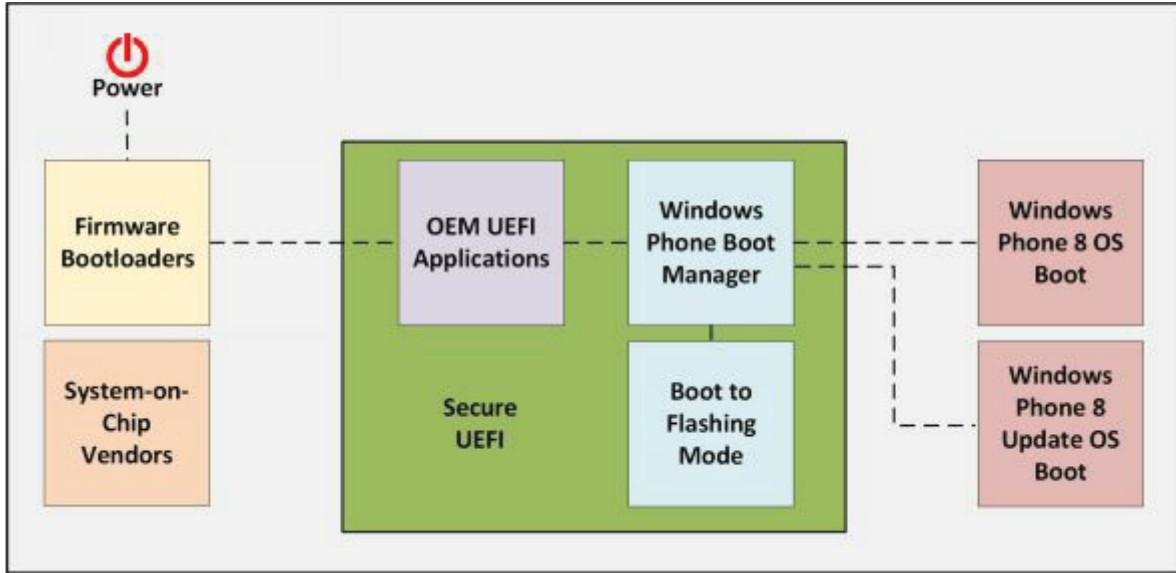 Power
Firmware
Bootloaders
OEM UEFI
Applications
Windows
Phone Boot
Manager
Windows
Phone 8 OS
Boot
System-on-
Chip
Vendors
Secure
UEFI
Boot to
Flashing
Mode
Windows
Phone 8
Update OS
Boot